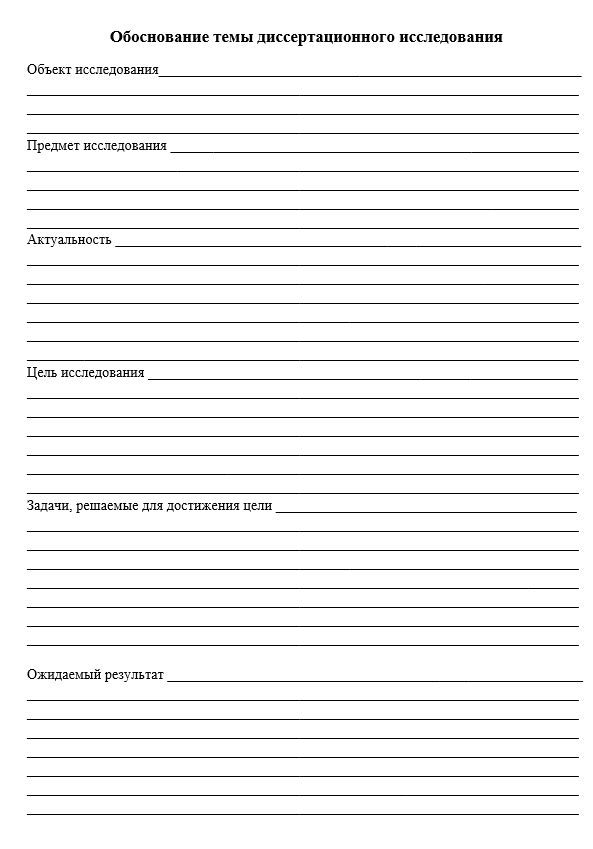 Обоснование темы диссертационного исследования
Объект исследования
Предмет исследования
Актуальность
Цель исследования
Задачи, решаемые для достижения цели
Ожидаемый результат